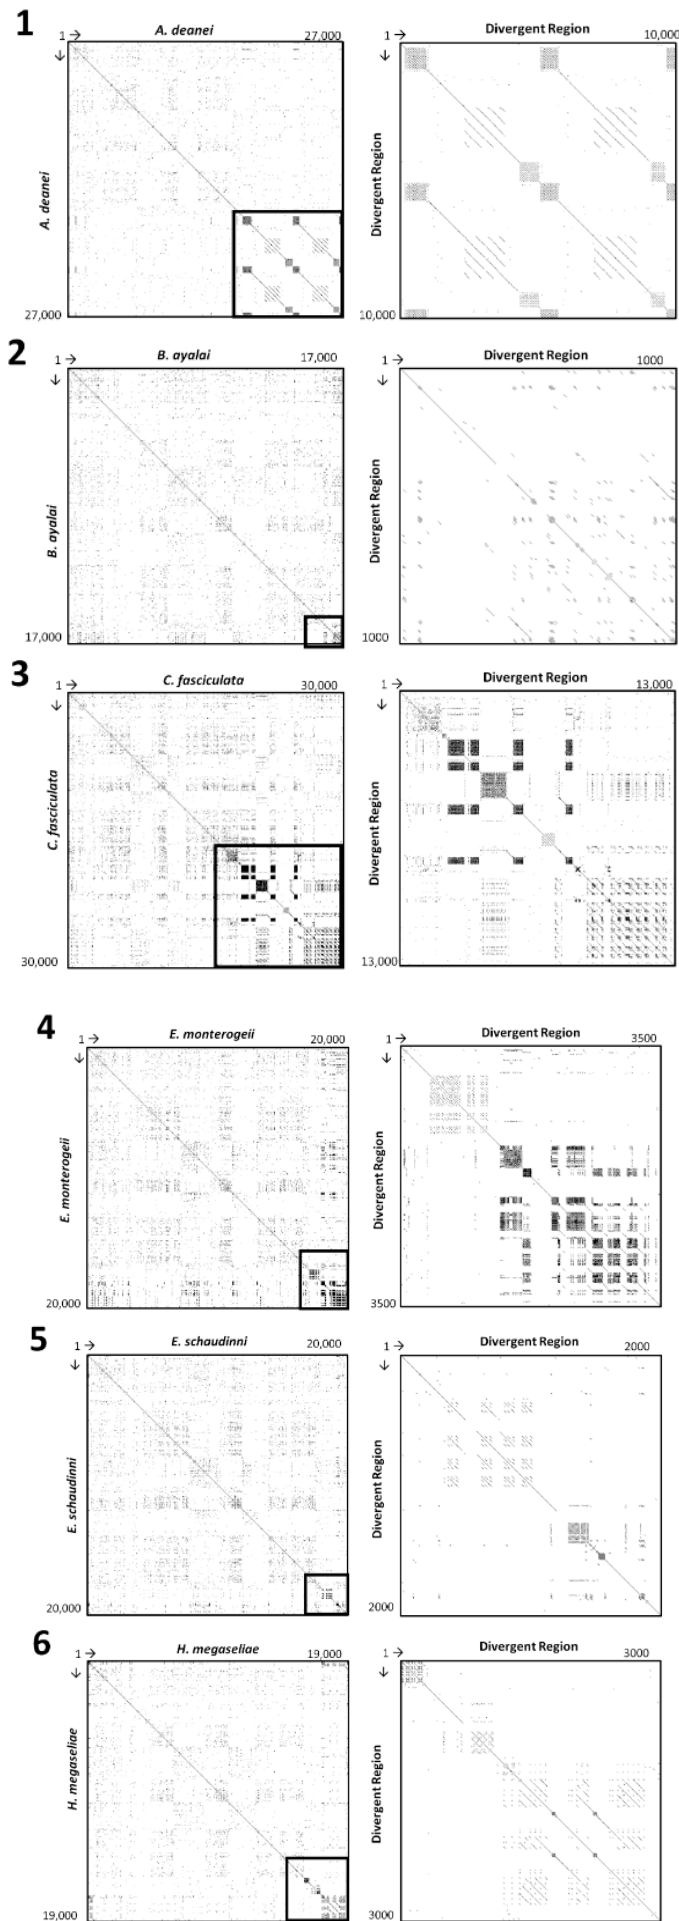 1
1 → A. deanei 27,000
↓
A. deanei
27,000
1 → Divergent Region 10,000
↓
Divergent Region
10,000
2
1 → B. ayalai 17,000
↓
B. ayalai
17,000
1 → Divergent Region 1000
↓
Divergent Region
1000
3
1 → C. fasciculata 30,000
↓
C. fasciculata
30,000
1 → Divergent Region 13,000
↓
Divergent Region
13,000
4
1 → E. monterogeii 20,000
↓
E. monterogeii
20,000
1 → Divergent Region 3500
↓
Divergent Region
3500
5
1 → E. schaudinni 20,000
↓
E. schaudinni
20,000
1 → Divergent Region 2000
↓
Divergent Region
2000
6
1 → H. megaseliae 19,000
↓
H. megaseliae
19,000
1 → Divergent Region 3000
↓
Divergent Region
3000